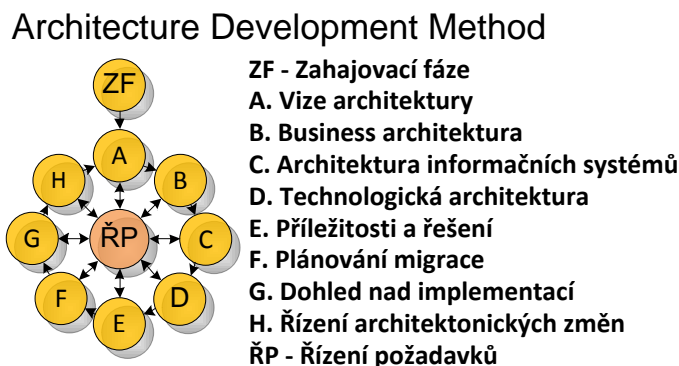 Architecture Development Method
ZF
A
B
C
D
E
F
G
H
ŘP
ZF - Zahajovací fáze
A. Vize architektury
B. Business architektura
C. Architektura informačních systémů
D. Technologická architektura
E. Příležitosti a řešení
F. Plánování migrace
G. Dohled nad implementací
H. Řízení architektonických změn
ŘP - Řízení požadavků